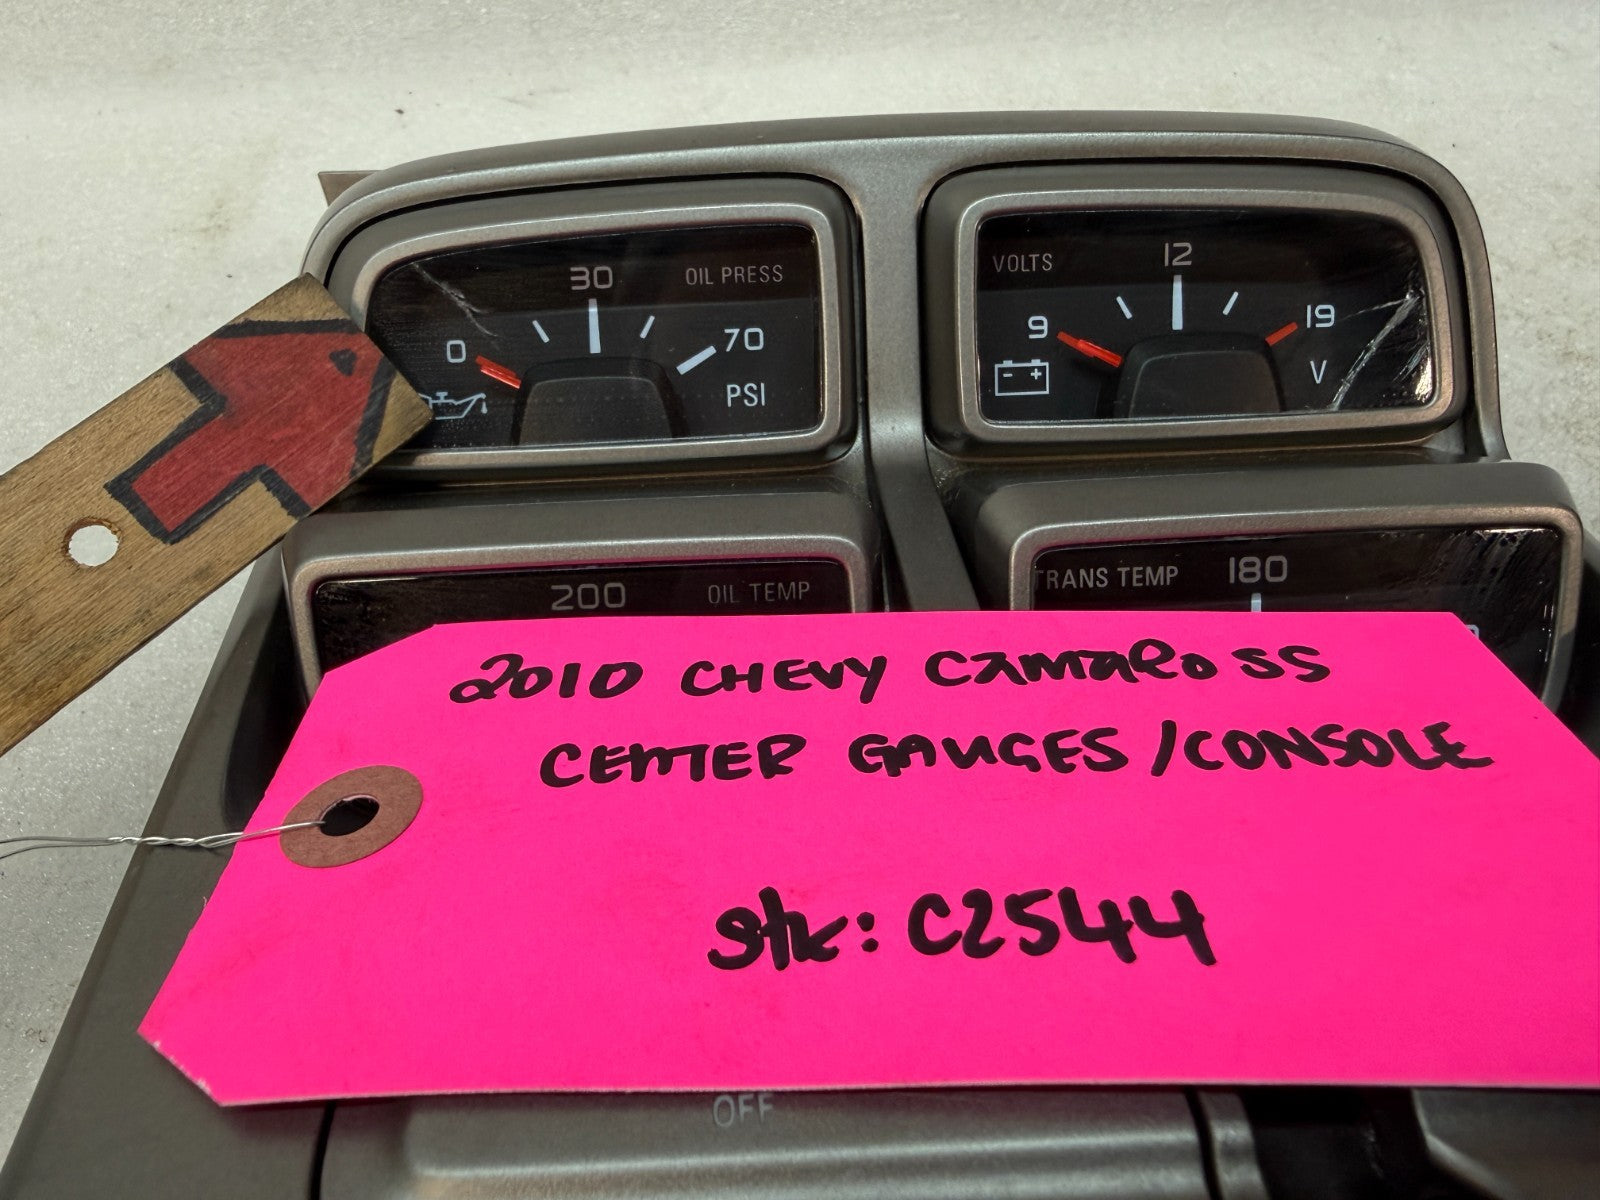 30 OIL PRESS
0 70
PSI
VOLTS 12
9 19
- + V
200 OIL TEMP
TRANS TEMP 180
2010 CHEVY CAMARO SS
CENTER GAUGES/CONSOLE
stk: C2544
OFF